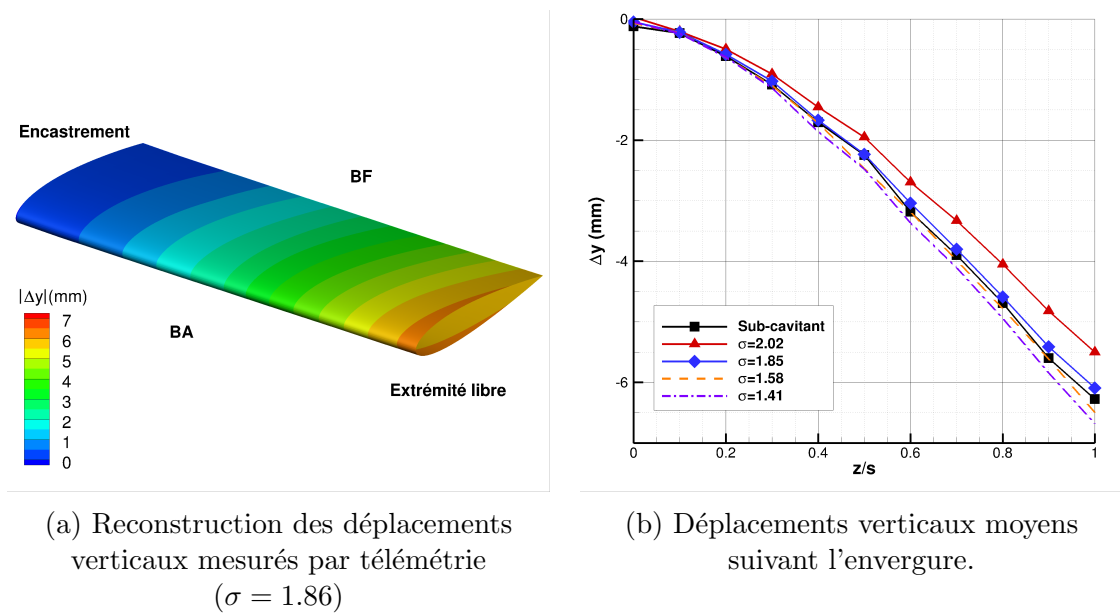 Encastrement
BF
|Δy|(mm)
7
6
5
4
3
2
1
0
BA
Extrémité libre
0
-2
-4
-6
Δy (mm)
Sub-cavitant
σ=2.02
σ=1.85
σ=1.58
σ=1.41
0
0.2
0.4
0.6
0.8
1
z/s
(a) Reconstruction des déplacements
verticaux mesurés par télémétrie
(σ = 1.86)
(b) Déplacements verticaux moyens
suivant l'envergure.